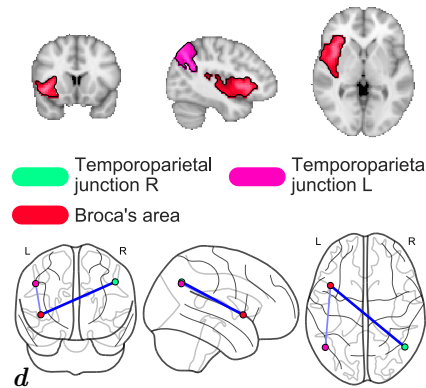 Temporoparietal
junction R
Temporoparieta
junction L
Broca's area
L R
L R
d